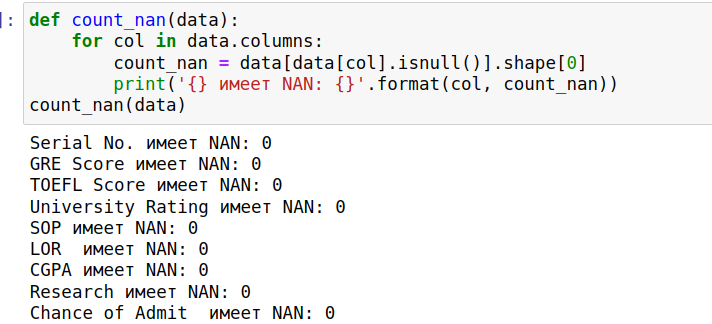 ]:
def count_nan(data):
    for col in data.columns:
        count_nan = data[data[col].isnull()].shape[0]
        print('{} имеет NAN: {}'.format(col, count_nan))
count_nan(data)
Serial No. имеет NAN: 0
GRE Score имеет NAN: 0
TOEFL Score имеет NAN: 0
University Rating имеет NAN: 0
SOP имеет NAN: 0
LOR  имеет NAN: 0
CGPA имеет NAN: 0
Research имеет NAN: 0
Chance of Admit  имеет NAN: 0